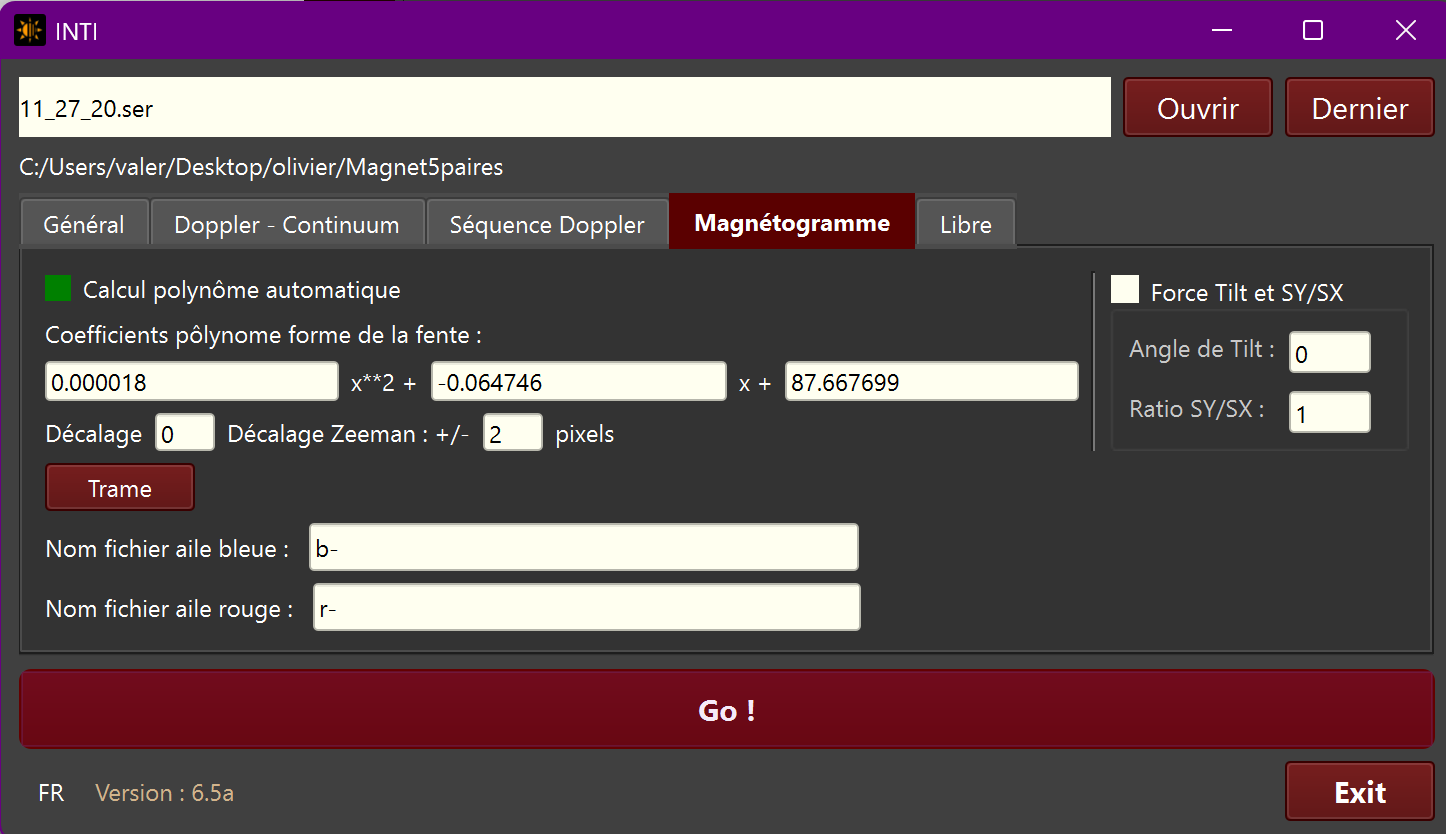 INTI
11_27_20.ser Ouvrir Dernier
C:/Users/valer/Desktop/olivier/Magnet5paires
Général Doppler - Continuum Séquence Doppler Magnétogramme Libre
Calcul polynôme automatique
Force Tilt et SY/SX
Coefficients pôlynome forme de la fente :
Angle de Tilt : 0
0.000018 x**2 + -0.064746 x + 87.667699
Ratio SY/SX : 1
Décalage 0 Décalage Zeeman : +/- 2 pixels
Trame
Nom fichier aile bleue : b-
Nom fichier aile rouge : r-
Go !
FR Version : 6.5a Exit